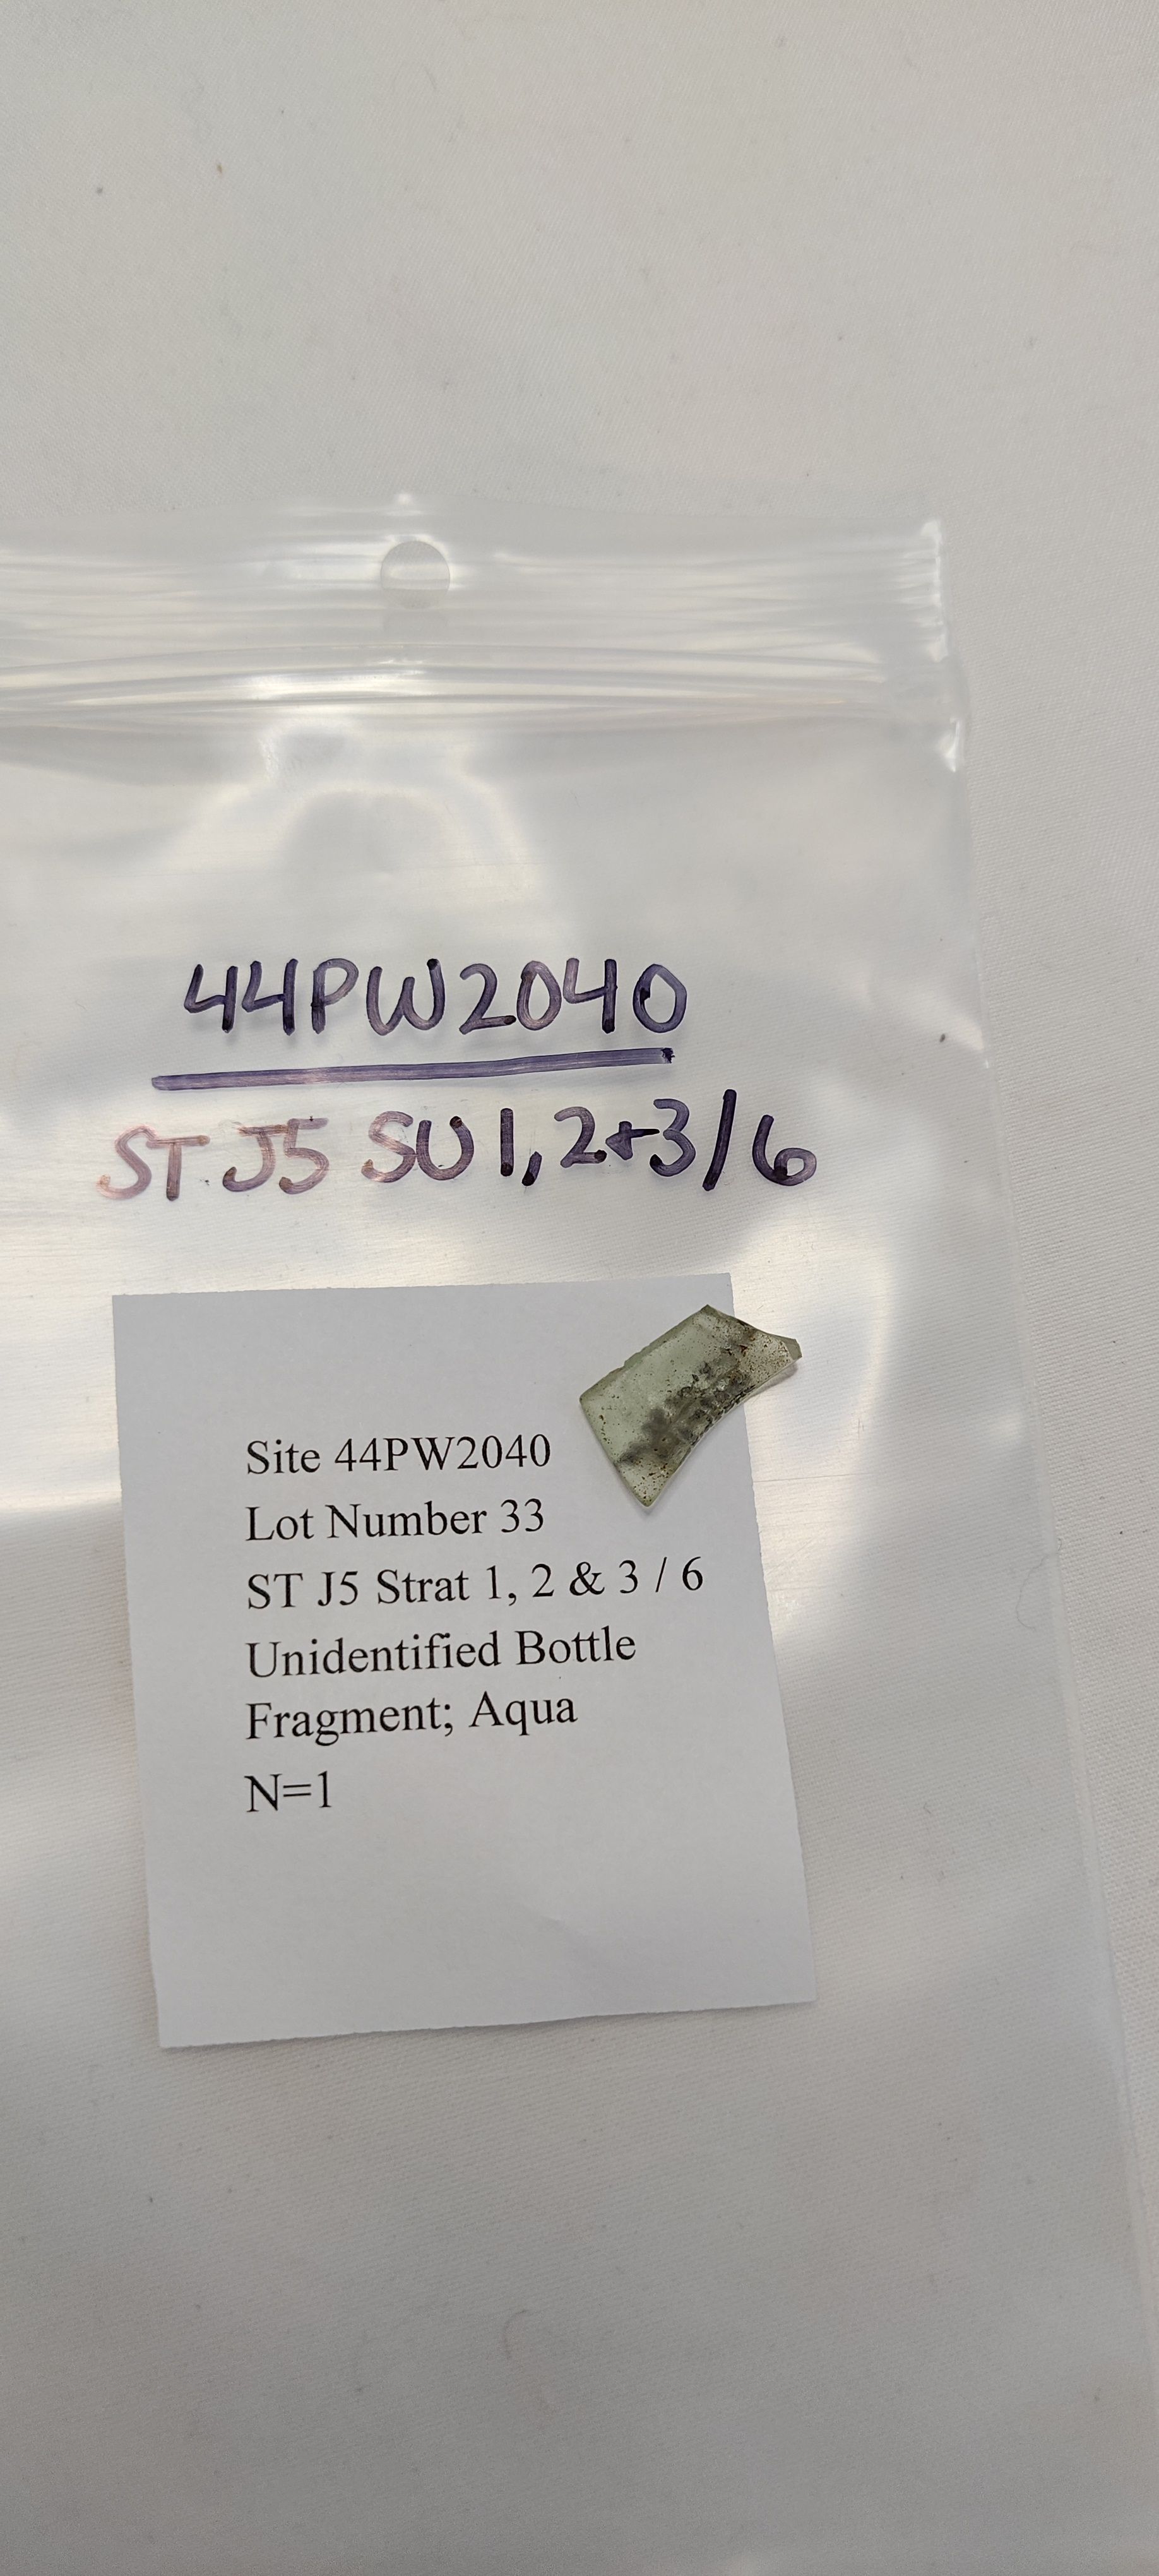 44PW2040
ST J5 SU 1, 2+3/6
Site 44PW2040
Lot Number 33
ST J5 Strat 1, 2 & 3 / 6
Unidentified Bottle
Fragment; Aqua
N=1